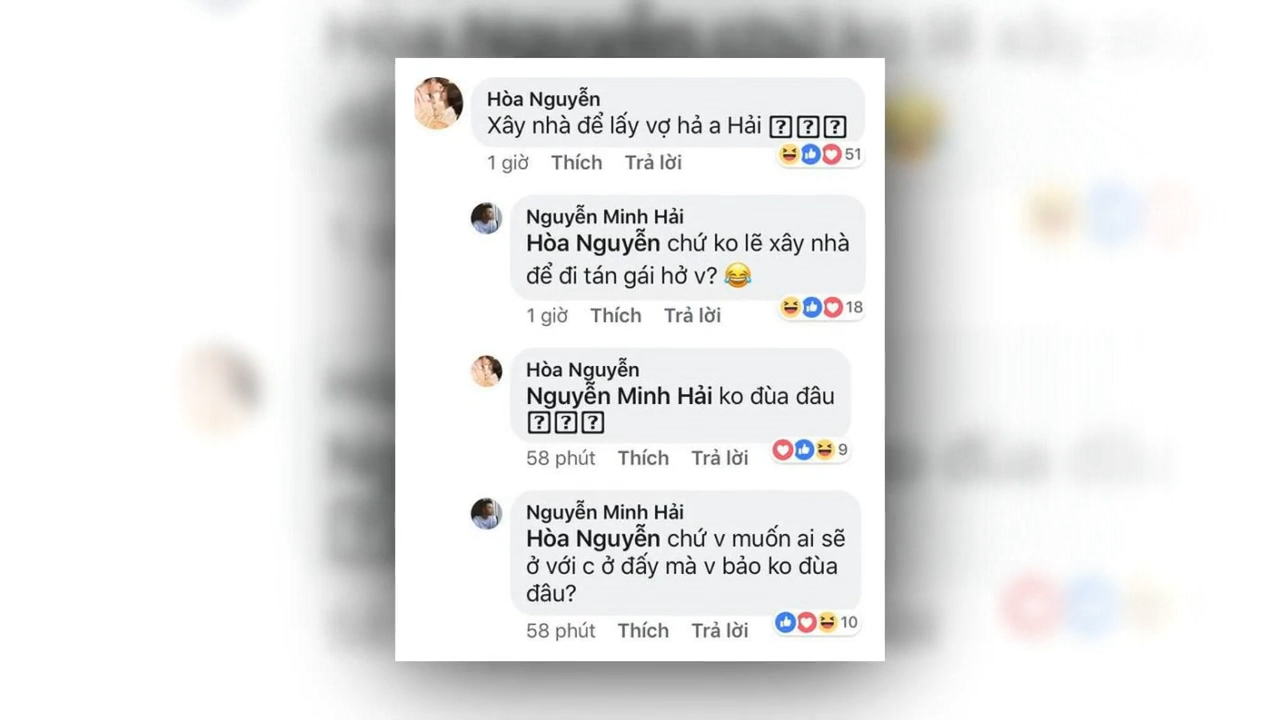 Hòa Nguyễn
Xây nhà để lấy vợ hả a Hải
1 giờ Thích Trả lời 51
Nguyễn Minh Hải
Hòa Nguyễn chứ ko lẽ xây nhà
để đi tán gái hở v? 😂
1 giờ Thích Trả lời 18
Hòa Nguyễn
Nguyễn Minh Hải ko đùa đâu
58 phút Thích Trả lời 9
Nguyễn Minh Hải
Hòa Nguyễn chứ v muốn ai sẽ
ở với c ở đấy mà v bảo ko đùa
đâu?
58 phút Thích Trả lời 10